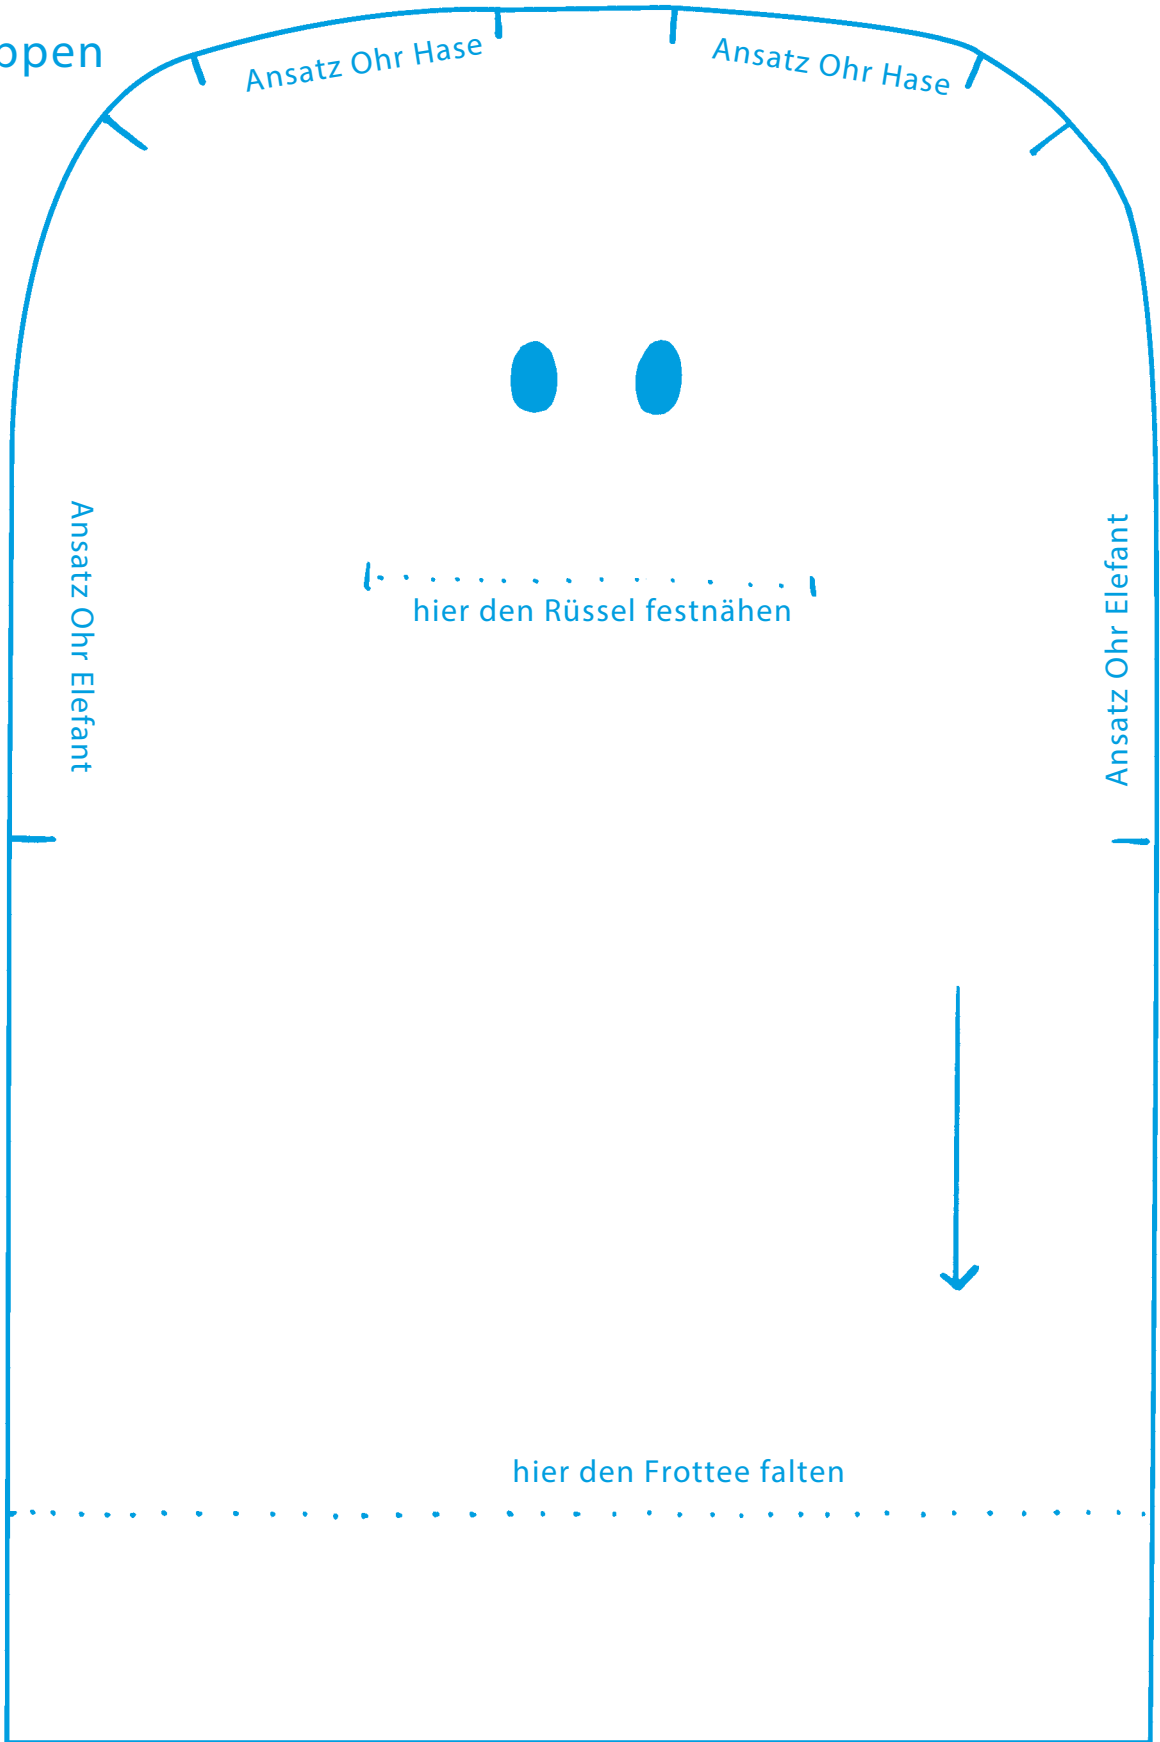 ppen
Ansatz Ohr Hase
Ansatz Ohr Hase
Ansatz Ohr Elefant
Ansatz Ohr Elefant
hier den Rüssel festnähen
hier den Frottee falten